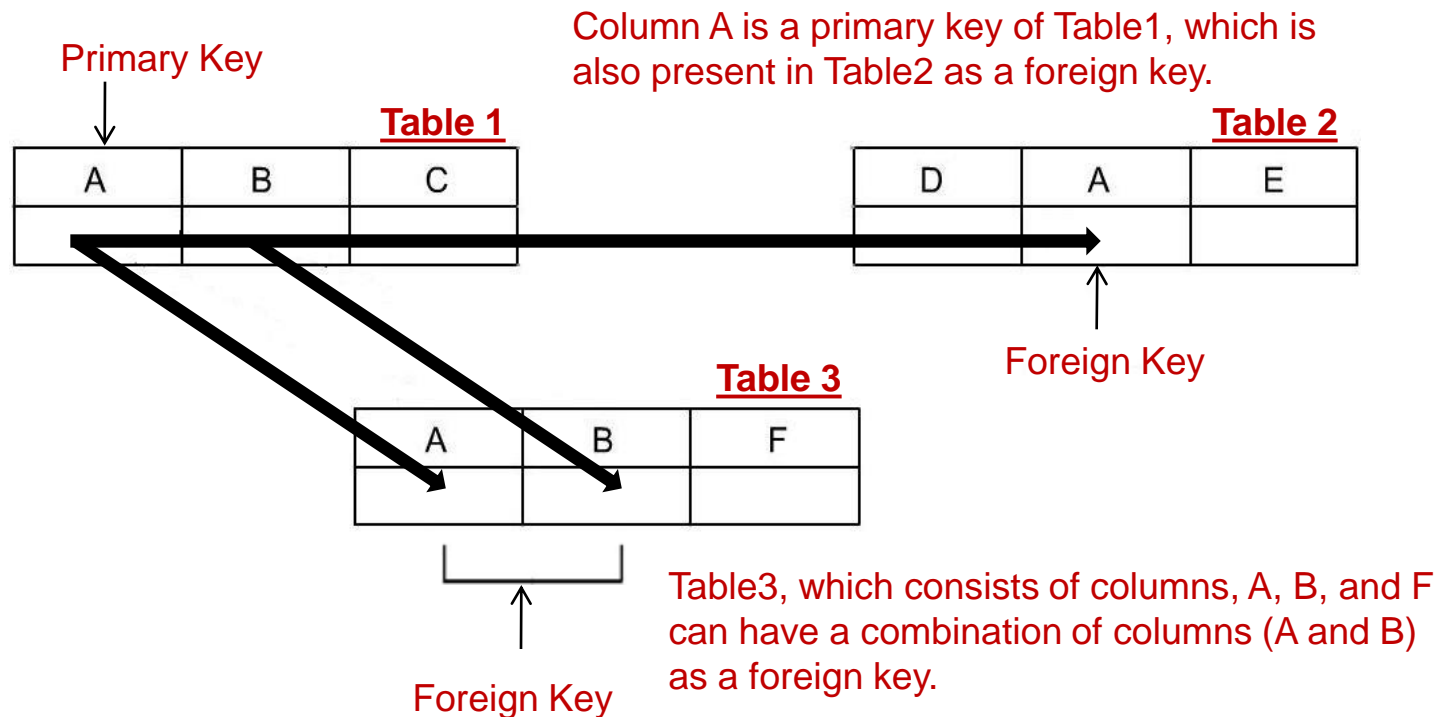 Column A is a primary key of Table1, which is
also present in Table2 as a foreign key.
Primary Key
Table 1
Table 2
A B C
D A E
Foreign Key
Table 3
A B F
Table3, which consists of columns, A, B, and F
can have a combination of columns (A and B)
as a foreign key.
Foreign Key